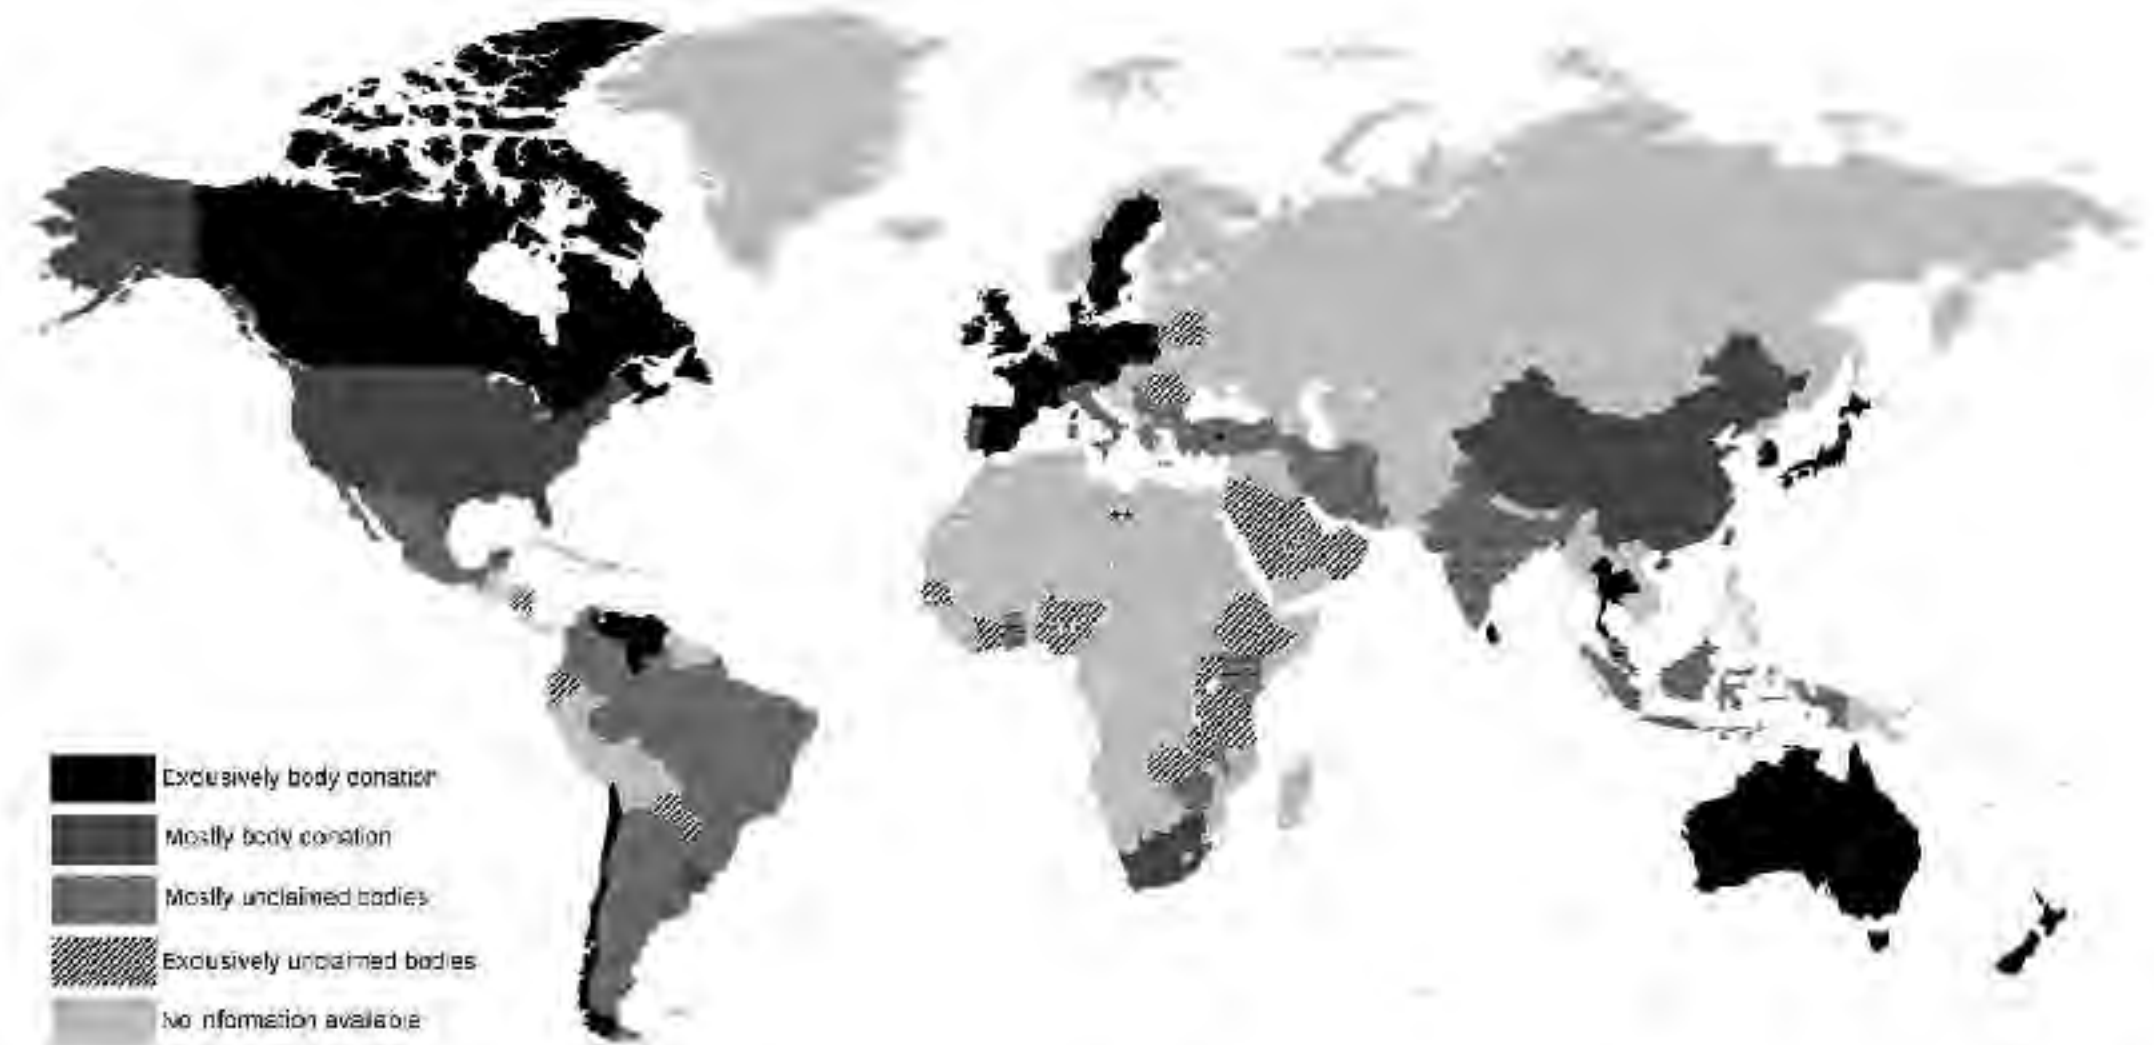 Exclusively body donation
Mostly body donation
Mostly unclaimed bodies
Exclusively unclaimed bodies
No information available